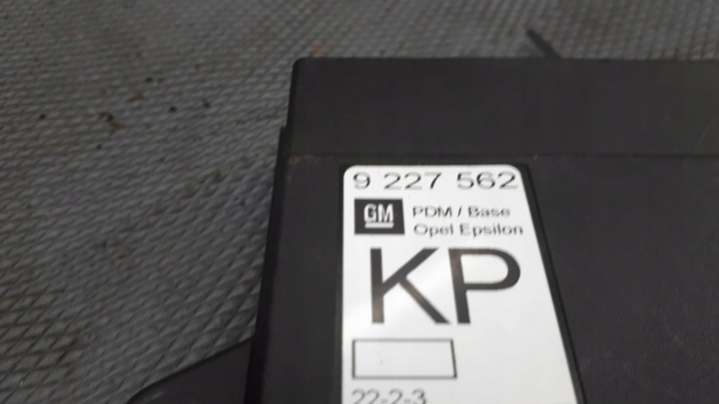 9 227 562
GM
PDM / Base
Opel Epsilon
KP
22-2-3